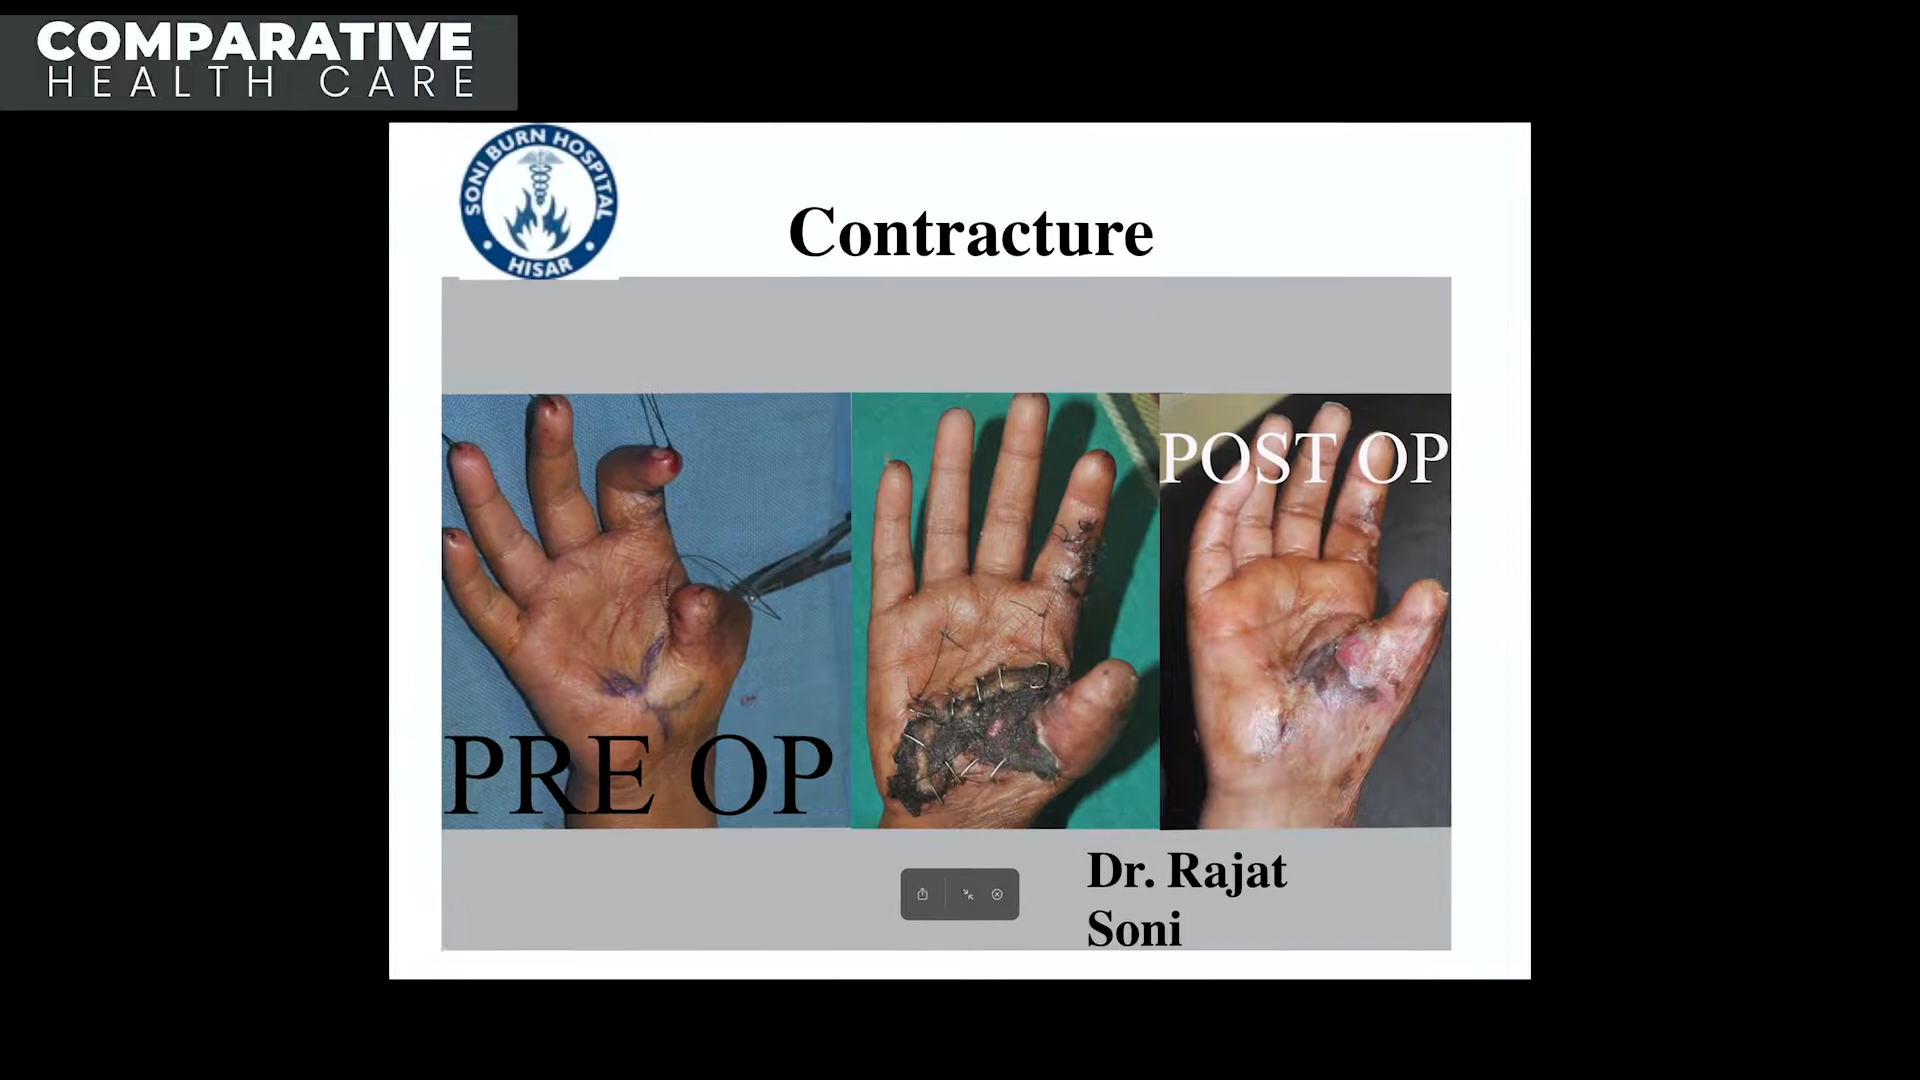 COMPARATIVE
HEALTH CARE
SONI BURN HOSPITAL
HISAR
Contracture
PRE OP
POST OP
Dr. Rajat
Soni